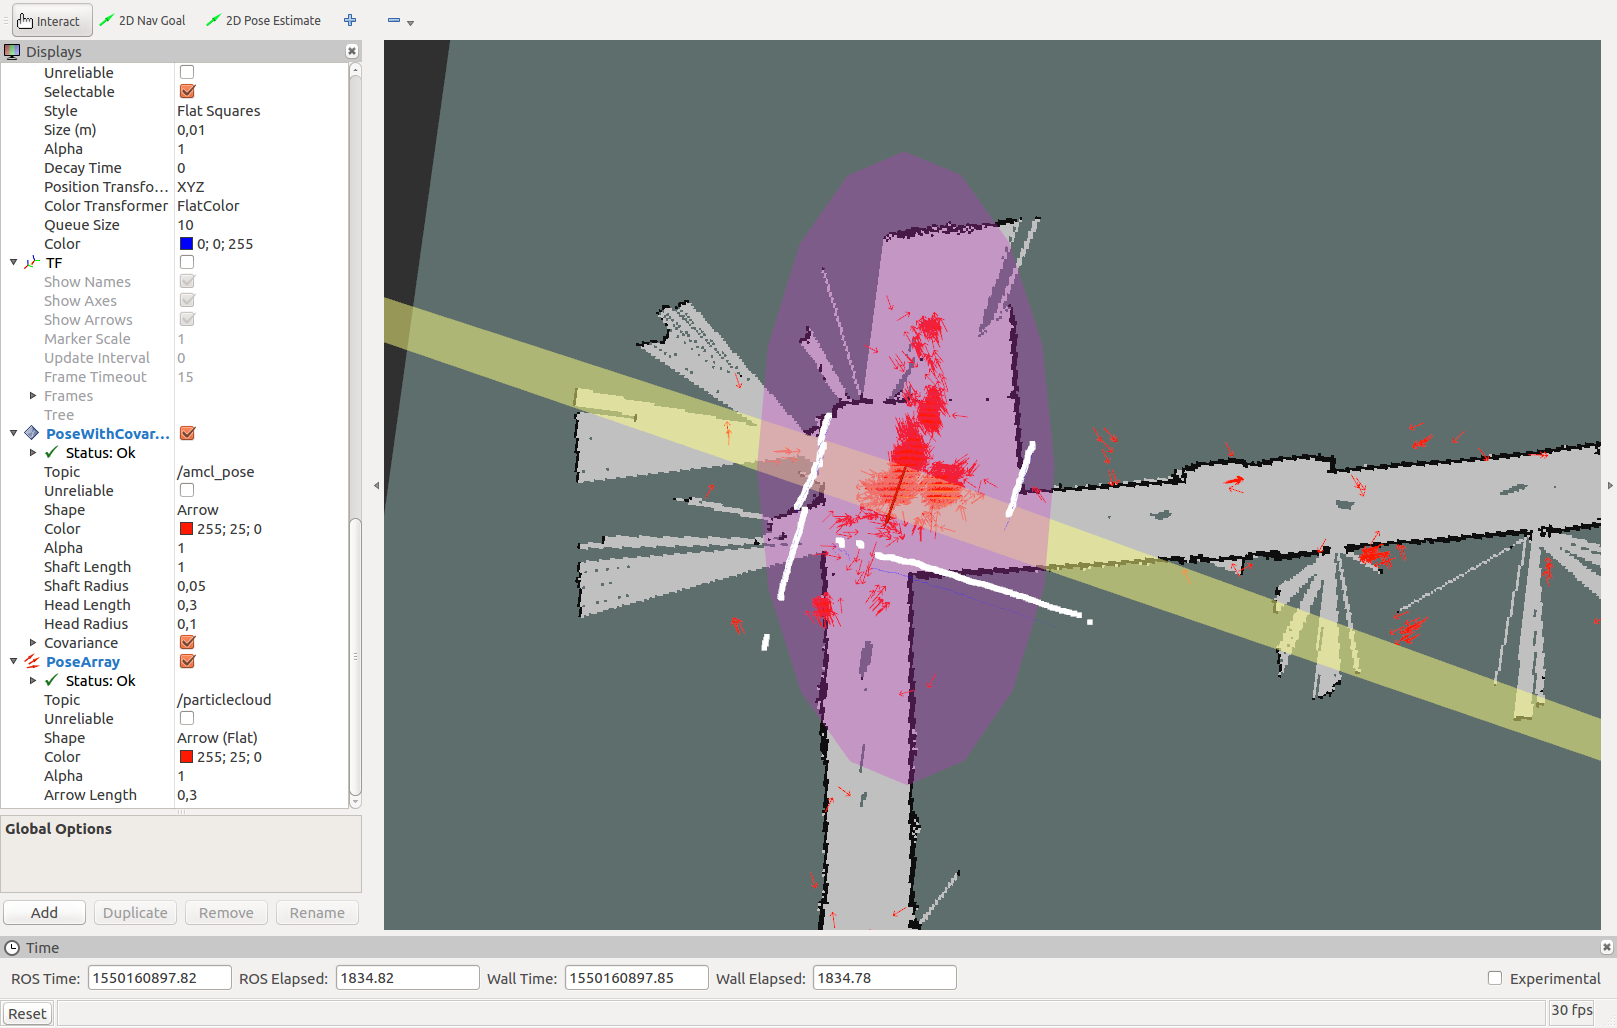 Interact 2D Nav Goal 2D Pose Estimate
Displays
Unreliable
Selectable
Style Flat Squares
Size (m) 0,01
Alpha 1
Decay Time 0
Position Transfo... XYZ
Color Transformer FlatColor
Queue Size 10
Color 0; 0; 255
TF
Show Names
Show Axes
Show Arrows
Marker Scale 1
Update Interval 0
Frame Timeout 15
Frames
Tree
PoseWithCovar...
Status: Ok
Topic /amcl_pose
Unreliable
Shape Arrow
Color 255; 25; 0
Alpha 1
Shaft Length 1
Shaft Radius 0,05
Head Length 0,3
Head Radius 0,1
Covariance
PoseArray
Status: Ok
Topic /particlecloud
Unreliable
Shape Arrow (Flat)
Color 255; 25; 0
Alpha 1
Arrow Length 0,3
Global Options
Add Duplicate Remove Rename
Time
ROS Time: 1550160897.82 ROS Elapsed: 1834.82 Wall Time: 1550160897.85 Wall Elapsed: 1834.78 Experimental
Reset 30 fps